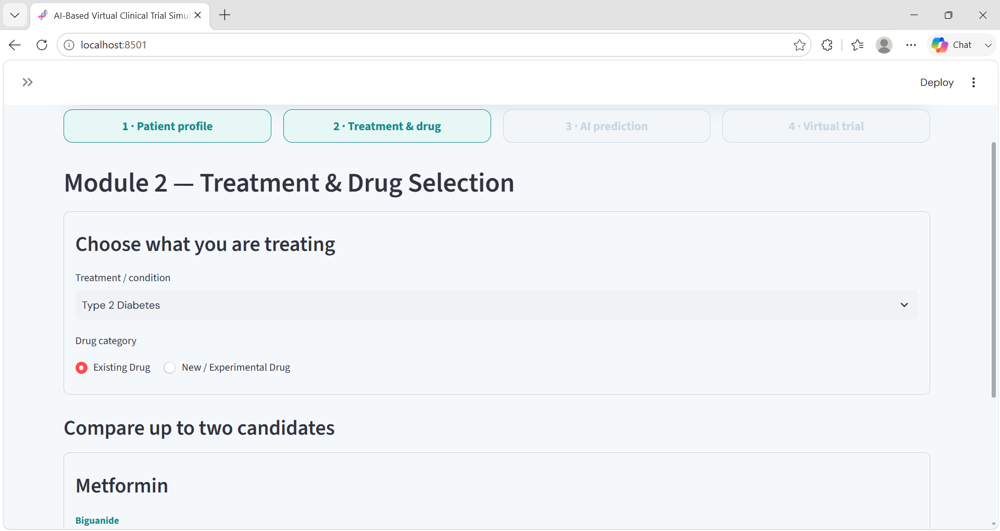 AI-Based Virtual Clinical Trial Simu
localhost:8501
Chat
Deploy
1 · Patient profile
2 · Treatment & drug
3 · AI prediction
4 · Virtual trial
Module 2 — Treatment & Drug Selection
Choose what you are treating
Treatment / condition
Type 2 Diabetes
Drug category
Existing Drug
New / Experimental Drug
Compare up to two candidates
Metformin
Biguanide